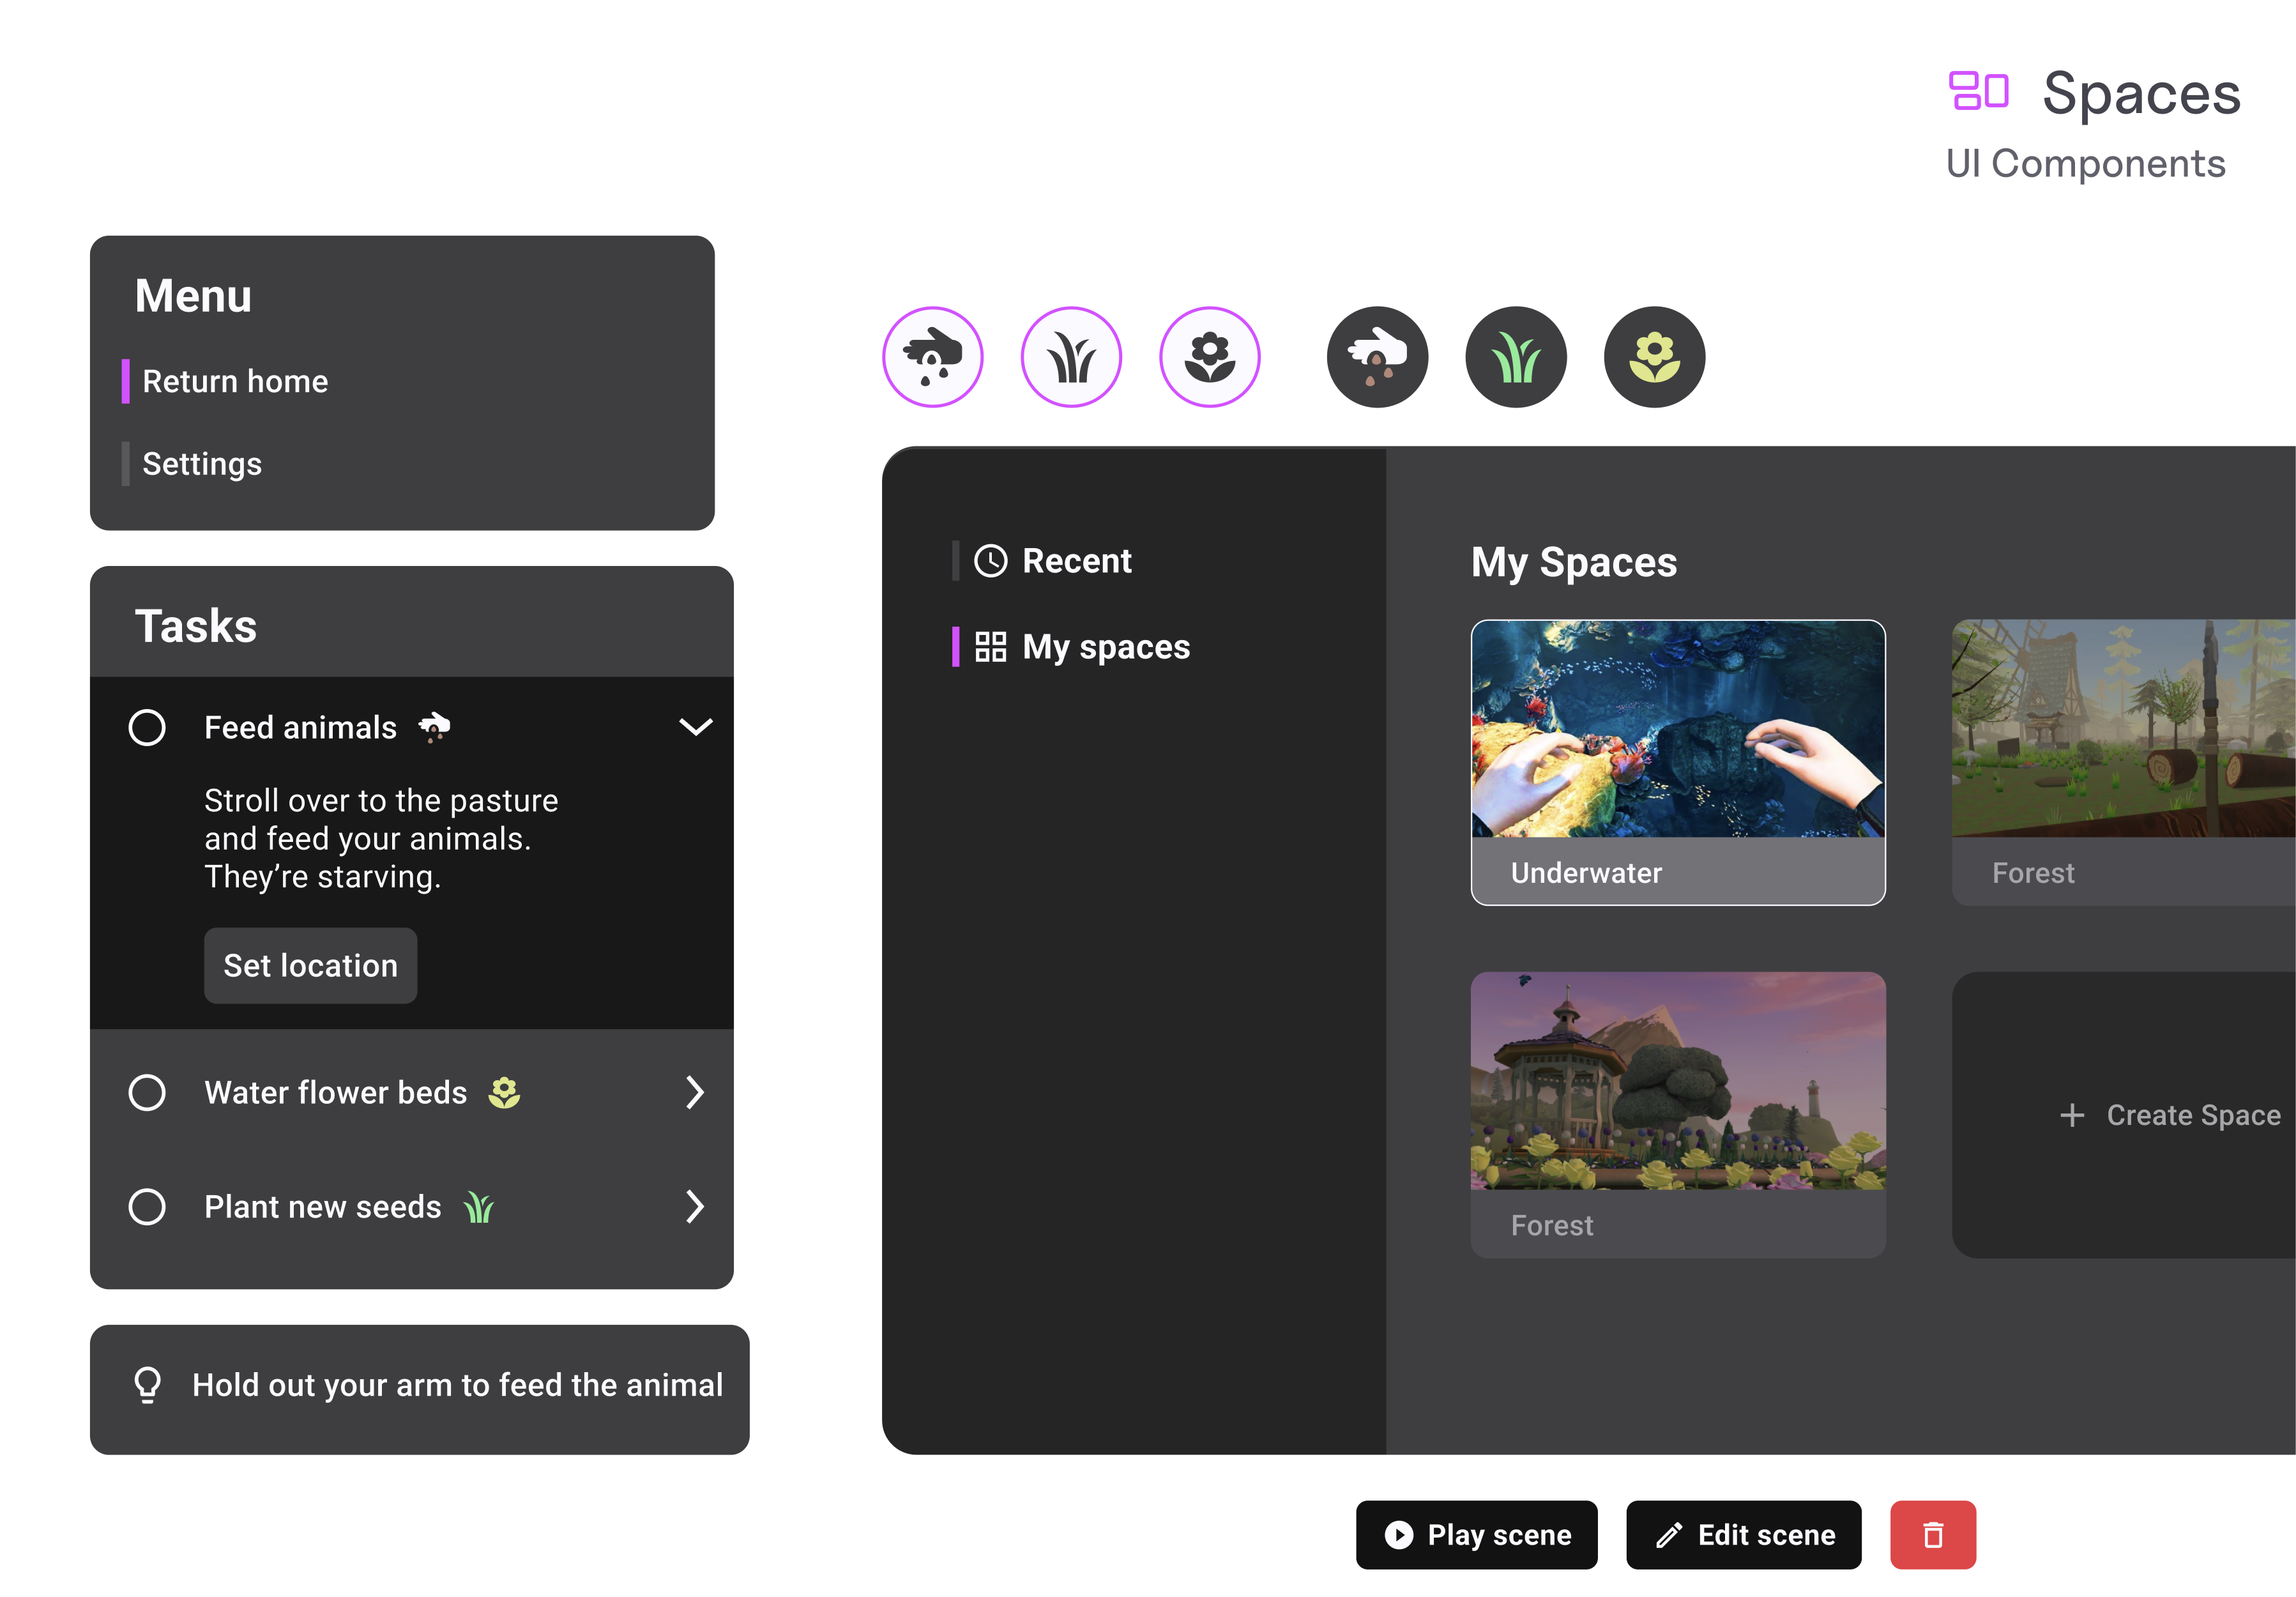 Spaces
UI Components
Menu
Return home
Settings
Tasks
Feed animals
Stroll over to the pasture
and feed your animals.
They’re starving.
Set location
Water flower beds
Plant new seeds
Hold out your arm to feed the animal
Recent
My spaces
My Spaces
Underwater
Forest
Forest
Create Space
Play scene
Edit scene